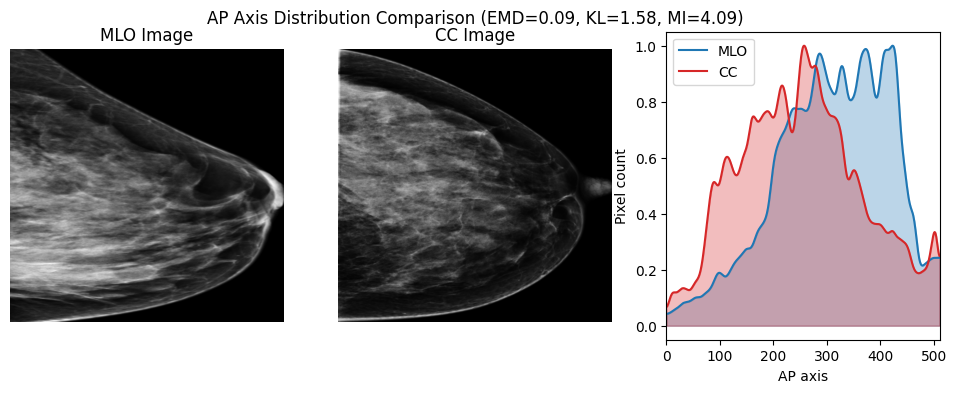 AP Axis Distribution Comparison (EMD=0.09, KL=1.58, MI=4.09)
MLO Image
CC Image
MLO
CC
1.0
0.8
0.6
0.4
0.2
0.0
Pixel count
0 100 200 300 400 500
AP axis